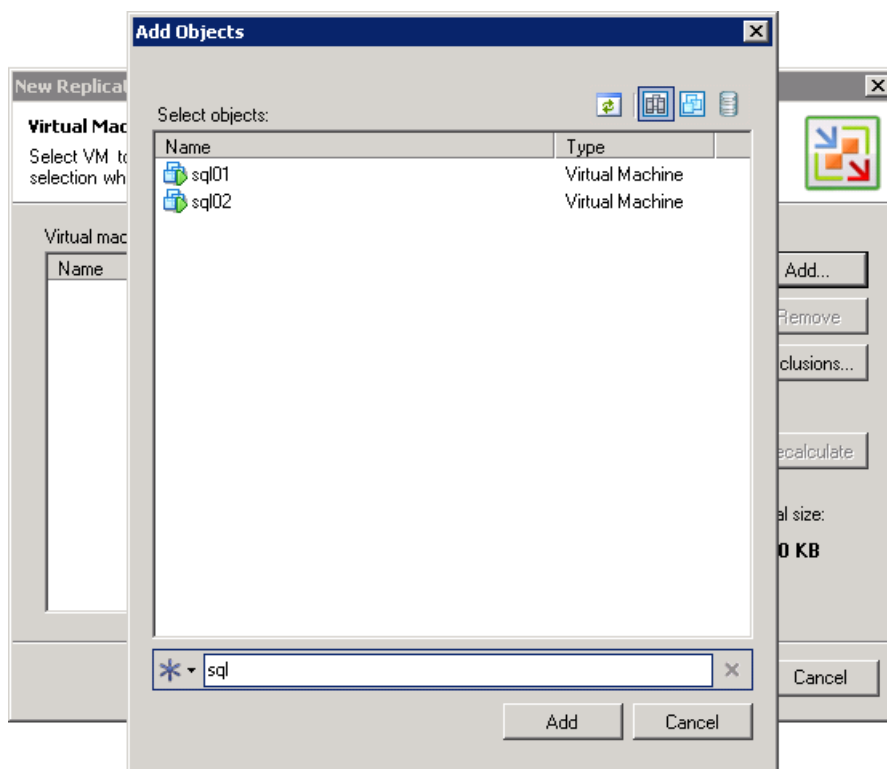 Add Objects
New Replicat
Virtual Mac
Select VM to
selection wh
Select objects:
Name Type
sql01 Virtual Machine
sql02 Virtual Machine
Virtual mac
Name
Add...
Remove
clusions...
ecalculate
al size:
0 KB
sql
Add Cancel
Cancel